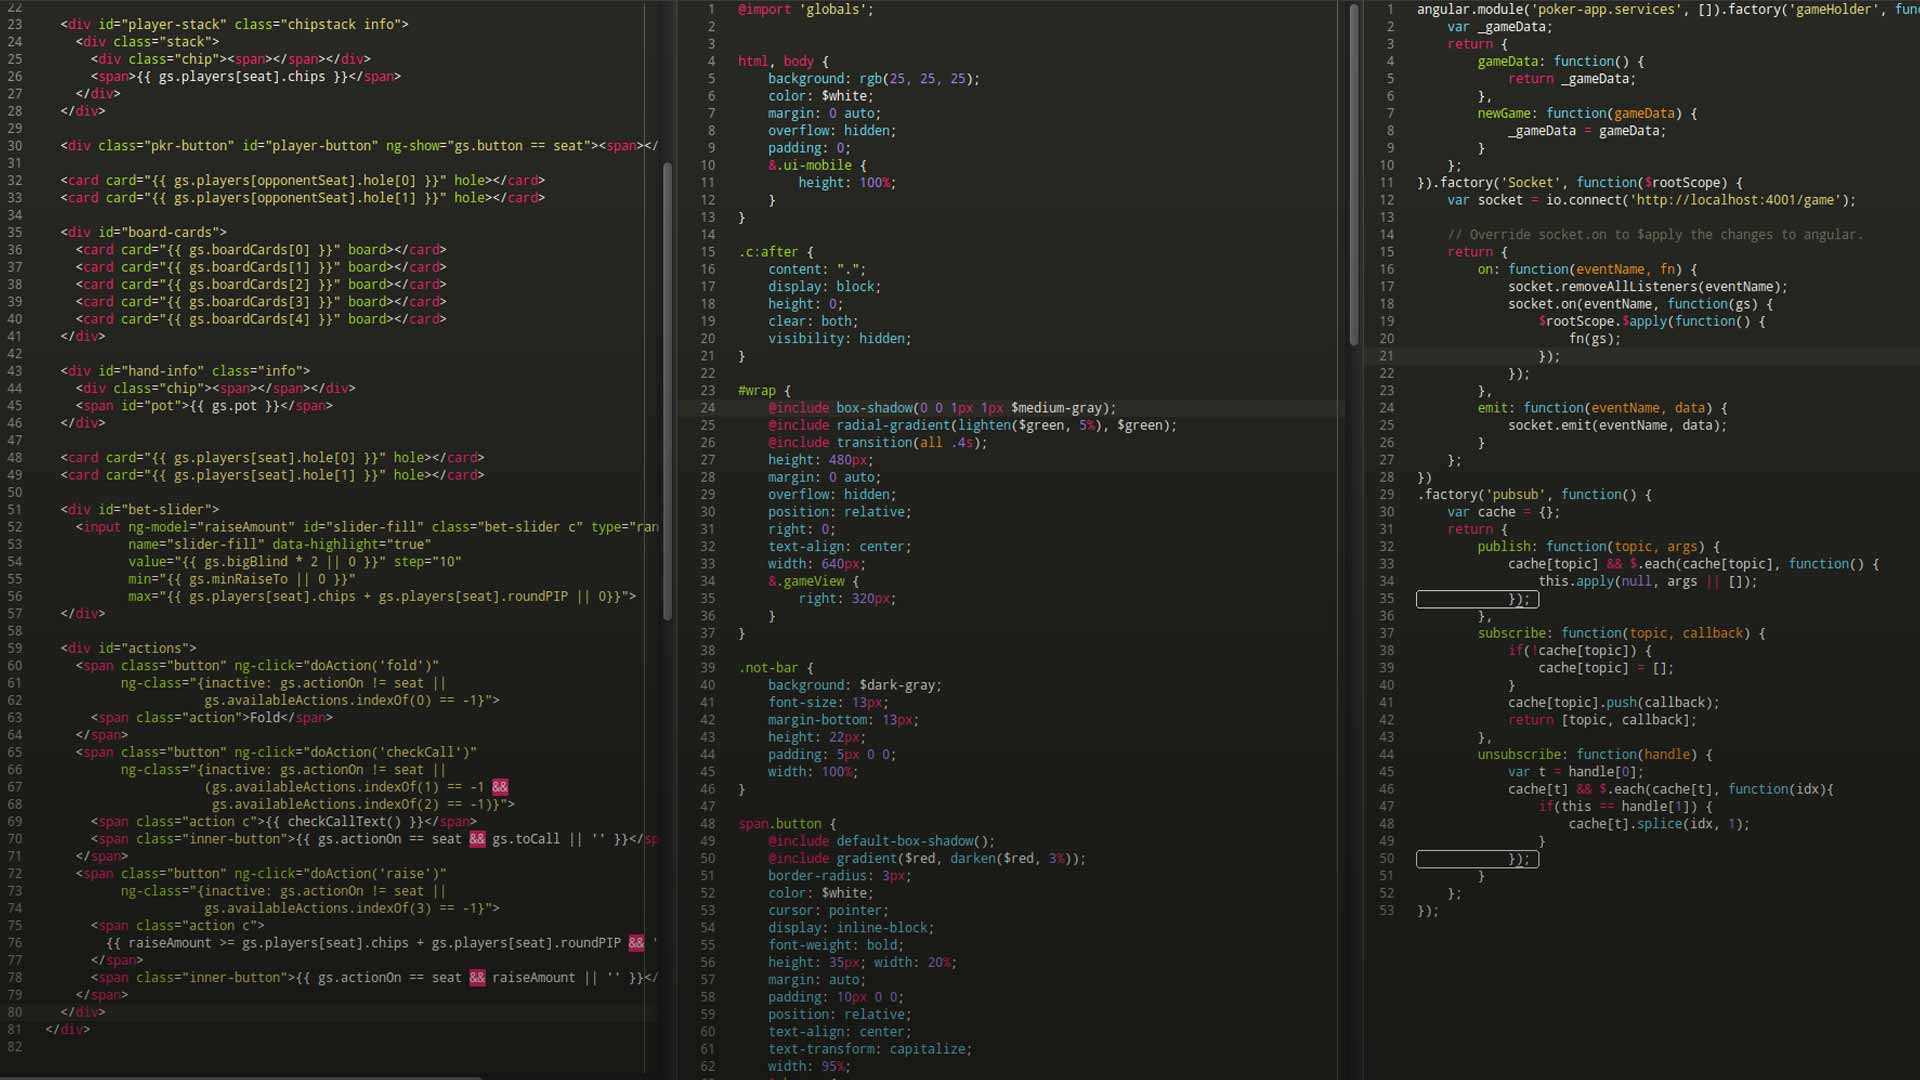 22
23 <div id="player-stack" class="chipstack info">
24 <div class="stack">
25 <div class="chip"><span></span></div>
26 <span>{{ gs.players[seat].chips }}</span>
27 </div>
28 </div>
29
30 <div class="pkr-button" id="player-button" ng-show="gs.button == seat"><span></
31
32 <card card="{{ gs.players[opponentSeat].hole[0] }}" hole></card>
33 <card card="{{ gs.players[opponentSeat].hole[1] }}" hole></card>
34
35 <div id="board-cards">
36 <card card="{{ gs.boardCards[0] }}" board></card>
37 <card card="{{ gs.boardCards[1] }}" board></card>
38 <card card="{{ gs.boardCards[2] }}" board></card>
39 <card card="{{ gs.boardCards[3] }}" board></card>
40 <card card="{{ gs.boardCards[4] }}" board></card>
41 </div>
42
43 <div id="hand-info" class="info">
44 <div class="chip"><span></span></div>
45 <span id="pot">{{ gs.pot }}</span>
46 </div>
47
48 <card card="{{ gs.players[seat].hole[0] }}" hole></card>
49 <card card="{{ gs.players[seat].hole[1] }}" hole></card>
50
51 <div id="bet-slider">
52 <input ng-model="raiseAmount" id="slider-fill" class="bet-slider c" type="ran
53 name="slider-fill" data-highlight="true"
54 value="{{ gs.bigBlind * 2 || 0 }}" step="10"
55 min="{{ gs.minRaiseTo || 0 }}"
56 max="{{ gs.players[seat].chips + gs.players[seat].roundPIP || 0}}">
57 </div>
58
59 <div id="actions">
60 <span class="button" ng-click="doAction('fold')"
61 ng-class="{inactive: gs.actionOn != seat ||
62 gs.availableActions.indexOf(0) == -1}">
63 <span class="action">Fold</span>
64 </span>
65 <span class="button" ng-click="doAction('checkCall')"
66 ng-class="{inactive: gs.actionOn != seat ||
67 (gs.availableActions.indexOf(1) == -1 &&
68 gs.availableActions.indexOf(2) == -1)}">
69 <span class="action c">{{ checkCallText() }}</span>
70 <span class="inner-button">{{ gs.actionOn == seat && gs.toCall || '' }}</sp
71 </span>
72 <span class="button" ng-click="doAction('raise')"
73 ng-class="{inactive: gs.actionOn != seat ||
74 gs.availableActions.indexOf(3) == -1}">
75 <span class="action c">
76 {{ raiseAmount >= gs.players[seat].chips + gs.players[seat].roundPIP && '
77 </span>
78 <span class="inner-button">{{ gs.actionOn == seat && raiseAmount || '' }}</
79 </span>
80 </div>
81 </div>
82
1 @import 'globals';
2
3
4 html, body {
5 background: rgb(25, 25, 25);
6 color: $white;
7 margin: 0 auto;
8 overflow: hidden;
9 padding: 0;
10 &.ui-mobile {
11 height: 100%;
12 }
13 }
14
15 .c:after {
16 content: ".";
17 display: block;
18 height: 0;
19 clear: both;
20 visibility: hidden;
21 }
22
23 #wrap {
24 @include box-shadow(0 0 1px 1px $medium-gray);
25 @include radial-gradient(lighten($green, 5%), $green);
26 @include transition(all .4s);
27 height: 480px;
28 margin: 0 auto;
29 overflow: hidden;
30 position: relative;
31 right: 0;
32 text-align: center;
33 width: 640px;
34 &.gameView {
35 right: 320px;
36 }
37 }
38
39 .not-bar {
40 background: $dark-gray;
41 font-size: 13px;
42 margin-bottom: 13px;
43 height: 22px;
44 padding: 5px 0 0;
45 width: 100%;
46 }
47
48 span.button {
49 @include default-box-shadow();
50 @include gradient($red, darken($red, 3%));
51 border-radius: 3px;
52 color: $white;
53 cursor: pointer;
54 display: inline-block;
55 font-weight: bold;
56 height: 35px; width: 20%;
57 margin: auto;
58 padding: 10px 0 0;
59 position: relative;
60 text-align: center;
61 text-transform: capitalize;
62 width: 95%;
1 angular.module('poker-app.services', []).factory('gameHolder', fun
2 var _gameData;
3 return {
4 gameData: function() {
5 return _gameData;
6 },
7 newGame: function(gameData) {
8 _gameData = gameData;
9 }
10 };
11 }).factory('Socket', function($rootScope) {
12 var socket = io.connect('http://localhost:4001/game');
13
14 // Override socket.on to $apply the changes to angular.
15 return {
16 on: function(eventName, fn) {
17 socket.removeAllListeners(eventName);
18 socket.on(eventName, function(gs) {
19 $rootScope.$apply(function() {
20 fn(gs);
21 });
22 });
23 },
24 emit: function(eventName, data) {
25 socket.emit(eventName, data);
26 }
27 };
28 })
29 .factory('pubsub', function() {
30 var cache = {};
31 return {
32 publish: function(topic, args) {
33 cache[topic] && $.each(cache[topic], function() {
34 this.apply(null, args || []);
35 });
36 },
37 subscribe: function(topic, callback) {
38 if(!cache[topic]) {
39 cache[topic] = [];
40 }
41 cache[topic].push(callback);
42 return [topic, callback];
43 },
44 unsubscribe: function(handle) {
45 var t = handle[0];
46 cache[t] && $.each(cache[t], function(idx){
47 if(this == handle[1]) {
48 cache[t].splice(idx, 1);
49 }
50 });
51 }
52 };
53 });